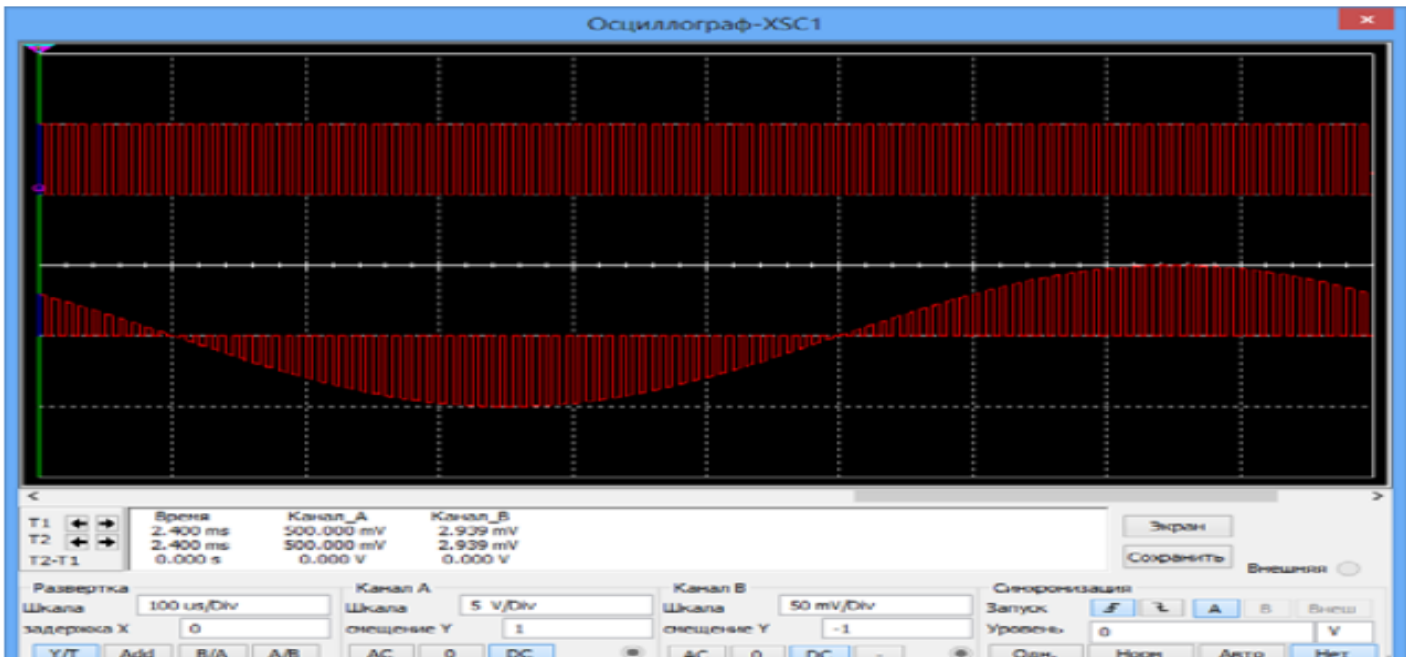 Осциллограф-XSC1
Время Канал_A Канал_B
T1 2.400 ms 500.000 mV 2.939 mV
T2 2.400 ms 500.000 mV 2.939 mV
T2-T1 0.000 s 0.000 V 0.000 V
Экран
Сохранить
Внешняя
Развертка Канал A Канал B Синхронизация
Шкала 100 us/Div Шкала 5 V/Div Шкала 50 mV/Div Запуск A B Внеш
задержка X 0 смещение Y 1 смещение Y -1 Уровень 0 V
Y/T Add B/A A/B AC 0 DC AC 0 DC - Одн. Норм Авто Нет